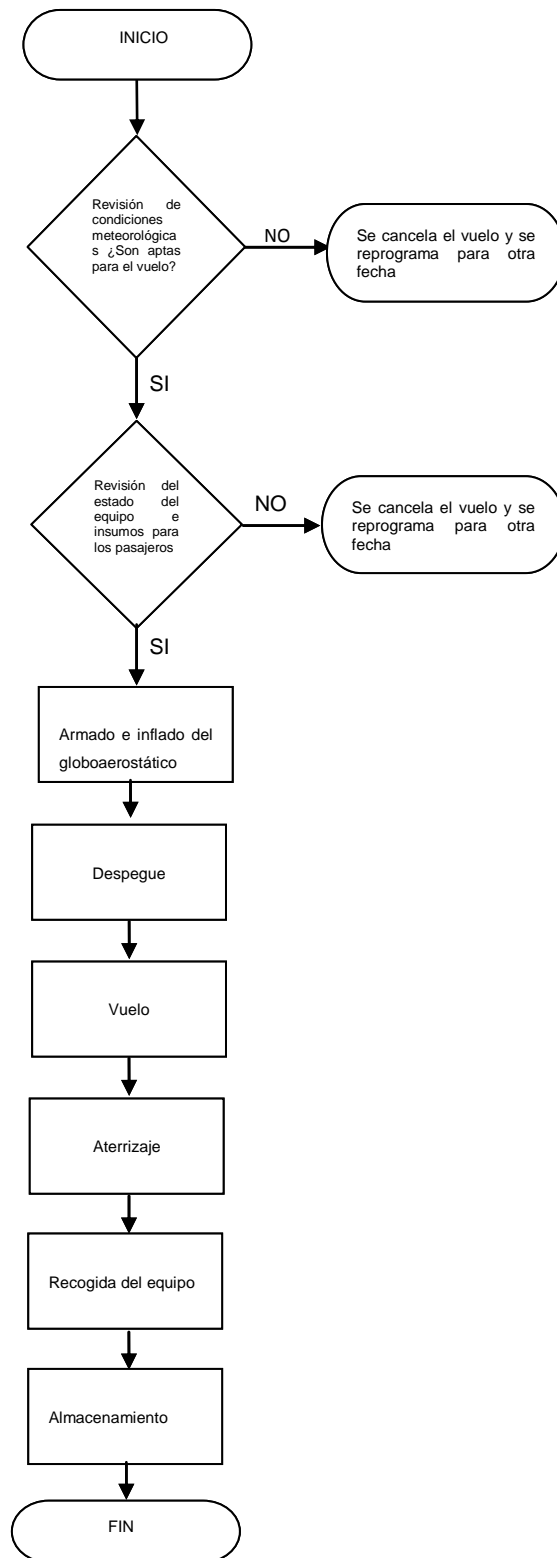 INICIO
Revisión de
condiciones
meteorológica
s ¿Son aptas
para el vuelo?
NO
Se cancela el vuelo y se
reprograma para otra
fecha
SI
Revisión del
estado del
equipo e
insumos para
los pasajeros
NO
Se cancela el vuelo y se
reprograma para otra
fecha
SI
Armado e inflado del
globoaerostático
Despegue
Vuelo
Aterrizaje
Recogida del equipo
Almacenamiento
FIN